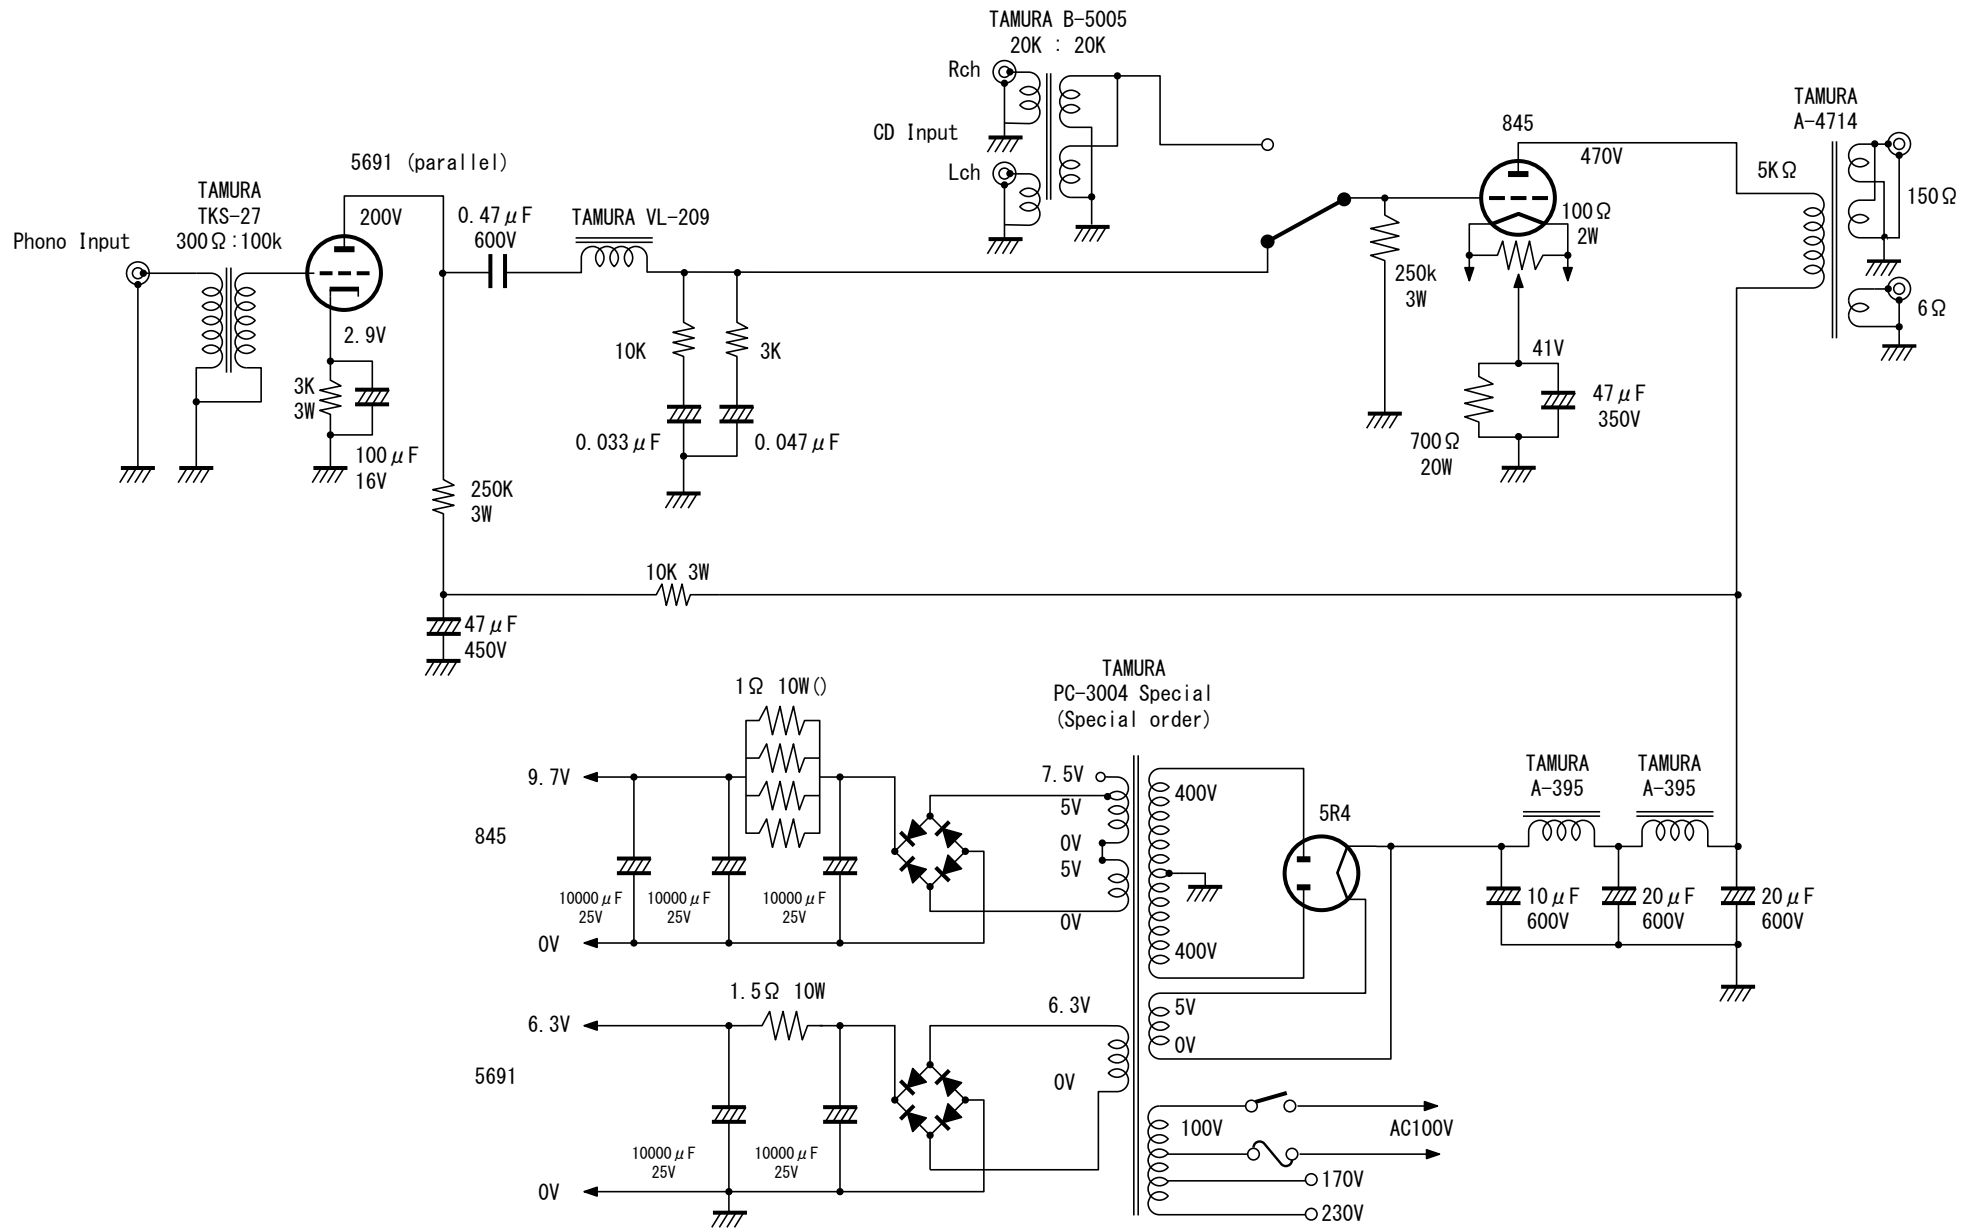 TAMURA B-5005
20K : 20K
Rch
CD Input
Lch
845
470V
TAMURA
A-4714
5KΩ
150Ω
6Ω
5691 (parallel)
TAMURA
TKS-27
300Ω:100k
Phono Input
200V
0.47μF
600V
TAMURA VL-209
100Ω
2W
250k
3W
2.9V
10K
3K
41V
3K
3W
47μF
350V
0.033μF
0.047μF
700Ω
20W
100μF
16V
250K
3W
10K 3W
47μF
450V
TAMURA
PC-3004 Special
(Special order)
1Ω 10W()
9.7V
845
0V
10000μF
25V
10000μF
25V
10000μF
25V
7.5V
5V
0V
5V
0V
400V
400V
5R4
TAMURA
A-395
TAMURA
A-395
10μF
600V
20μF
600V
20μF
600V
1.5Ω 10W
6.3V
5691
0V
10000μF
25V
10000μF
25V
6.3V
0V
5V
0V
100V
AC100V
170V
230V